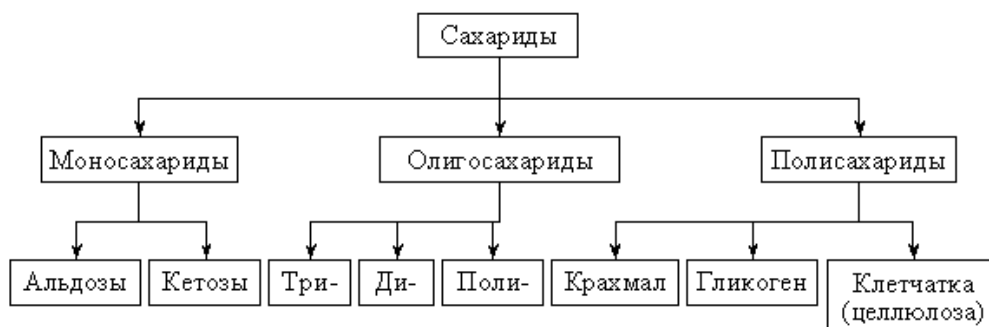 Сахариды
Моносахариды
Олигосахариды
Полисахариды
Альдозы
Кетозы
Три-
Ди-
Поли-
Крахмал
Гликоген
Клетчатка
(целлюлоза)